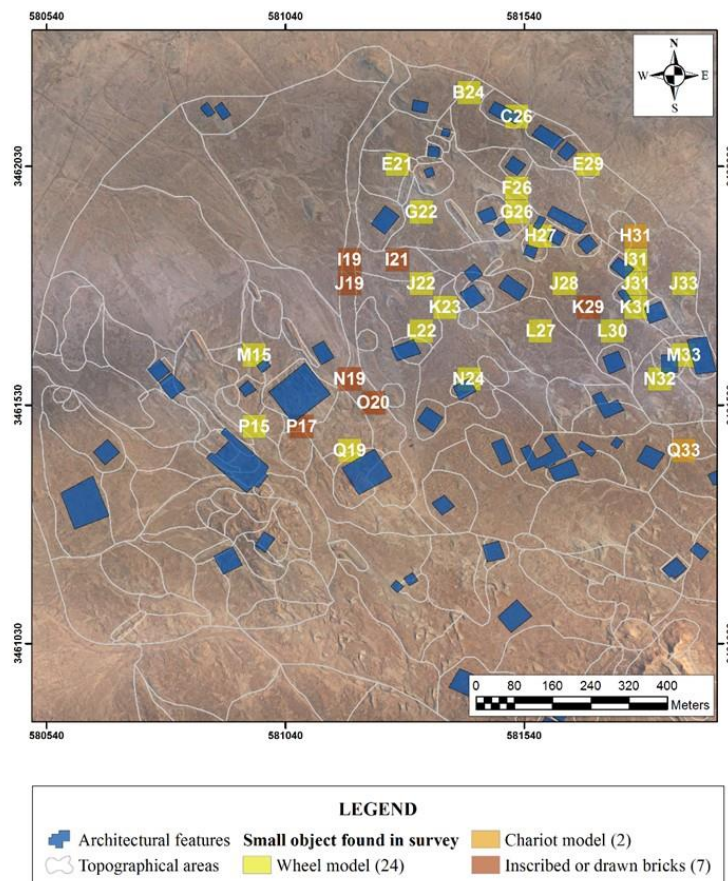 580540 581040 581540
N
W E
S
B24
C26
3462030
E21 E29
F26
G22 G26
H27 H31
I19 I21 I31
J19 J22 J28 J31 J33
K23 K29 K31
L22 L27 L30
M15 M33
N19 N24 N32
3461530
O20
P15 P17
Q19 Q33
3461030
0 80 160 240 320 400
Meters
580540 581040 581540
LEGEND
Architectural features Small object found in survey Chariot model (2)
Topographical areas Wheel model (24) Inscribed or drawn bricks (7)